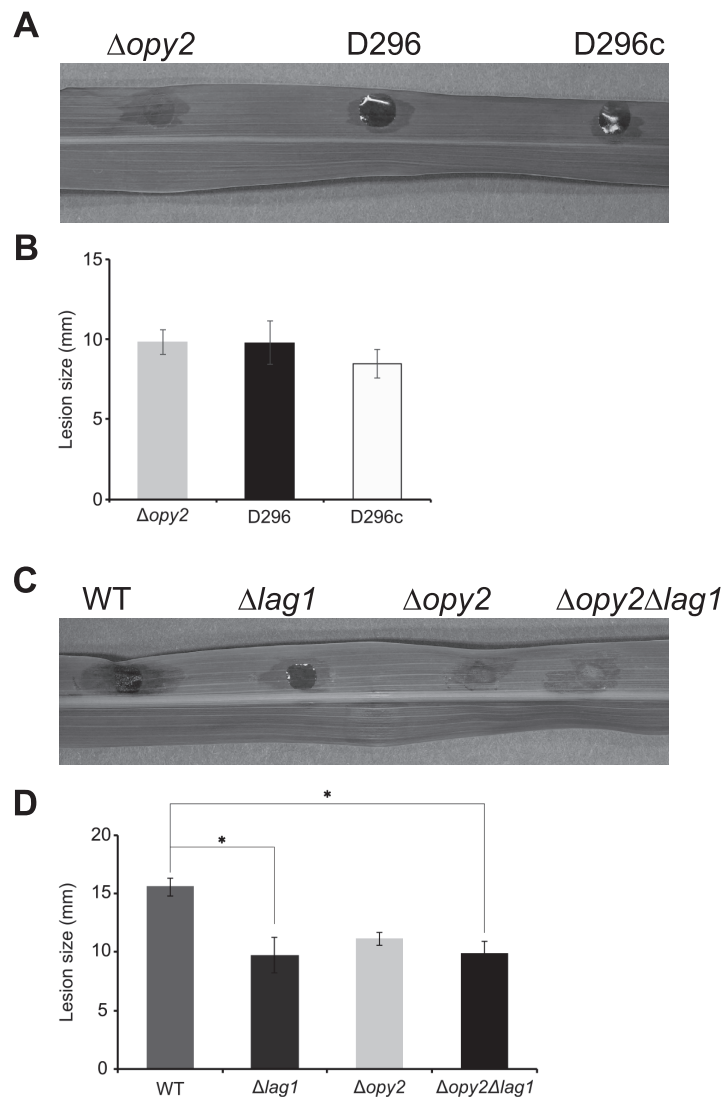 A
Δopy2 D296 D296c
B
15
10
5
0
Lesion size (mm)
Δopy2 D296 D296c
C
WT Δlag1 Δopy2 Δopy2Δlag1
D
*
*
20
15
10
5
0
Lesion size (mm)
WT Δlag1 Δopy2 Δopy2Δlag1